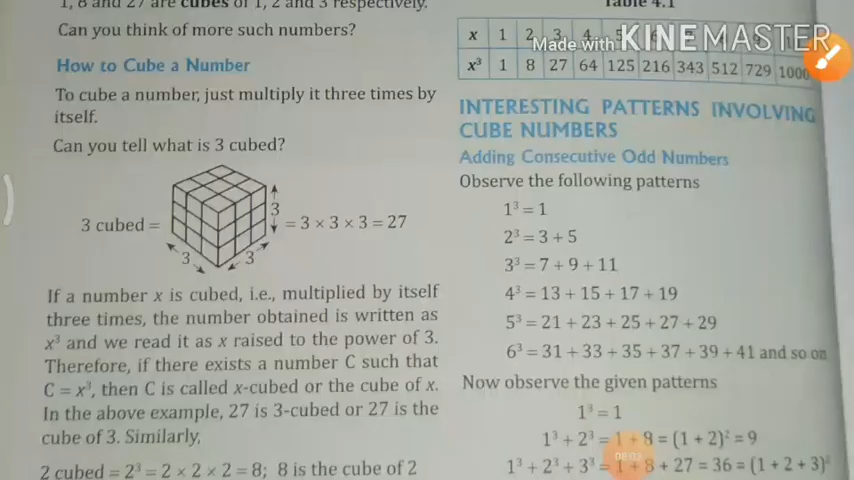 1, 8 and 27 are cubes of 1, 2 and 3 respectively.
Can you think of more such numbers?
How to Cube a Number
To cube a number, just multiply it three times by
itself.
Can you tell what is 3 cubed?
3 cubed =
3
3
3
= 3 × 3 × 3 = 27
If a number x is cubed, i.e., multiplied by itself
three times, the number obtained is written as
x³ and we read it as x raised to the power of 3.
Therefore, if there exists a number C such that
C = x³, then C is called x-cubed or the cube of x.
In the above example, 27 is 3-cubed or 27 is the
cube of 3. Similarly,
2 cubed = 2³ = 2 × 2 × 2 = 8; 8 is the cube of 2
Table 4.1
x 1 2 3 4
Made with KINEMASTER
x³ 1 8 27 64 125 216 343 512 729 1000
INTERESTING PATTERNS INVOLVING
CUBE NUMBERS
Adding Consecutive Odd Numbers
Observe the following patterns
1³ = 1
2³ = 3 + 5
3³ = 7 + 9 + 11
4³ = 13 + 15 + 17 + 19
5³ = 21 + 23 + 25 + 27 + 29
6³ = 31 + 33 + 35 + 37 + 39 + 41 and so on
Now observe the given patterns
1³ = 1
1³ + 2³ = 1 + 8 = (1 + 2)² = 9
1³ + 2³ + 3³ = 1 + 8 + 27 = 36 = (1 + 2 + 3)²